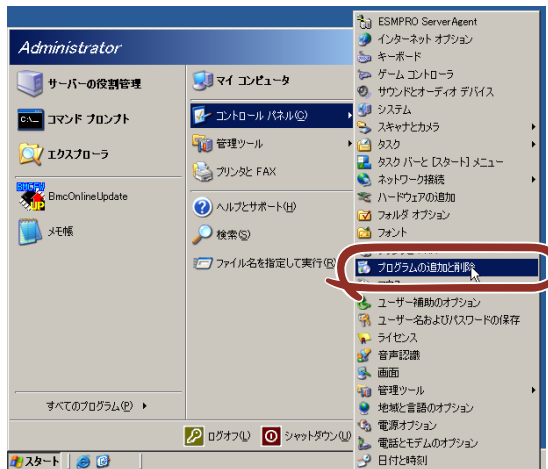 Administrator
サーバーの役割管理
コマンド プロンプト
エクスプローラ
BmcOnlineUpdate
メモ帳
すべてのプログラム(P)
マイ コンピュータ
コントロール パネル(C)
管理ツール
プリンタと FAX
ヘルプとサポート(H)
検索(S)
ファイル名を指定して実行(R)
ログオフ(L)
シャットダウン(U)
スタート
ESMPRO ServerAgent
インターネット オプション
キーボード
ゲーム コントローラ
サウンドとオーディオ デバイス
システム
スキャナとカメラ
タスク
タスク バーと [スタート] メニュー
ネットワーク接続
ハードウェアの追加
フォルダ オプション
フォント
プログラムの追加と削除
ユーザー補助のオプション
ユーザー名およびパスワードの保存
ライセンス
音声認識
画面
管理ツール
地域と言語のオプション
電源オプション
電話とモデムのオプション
日付と時刻